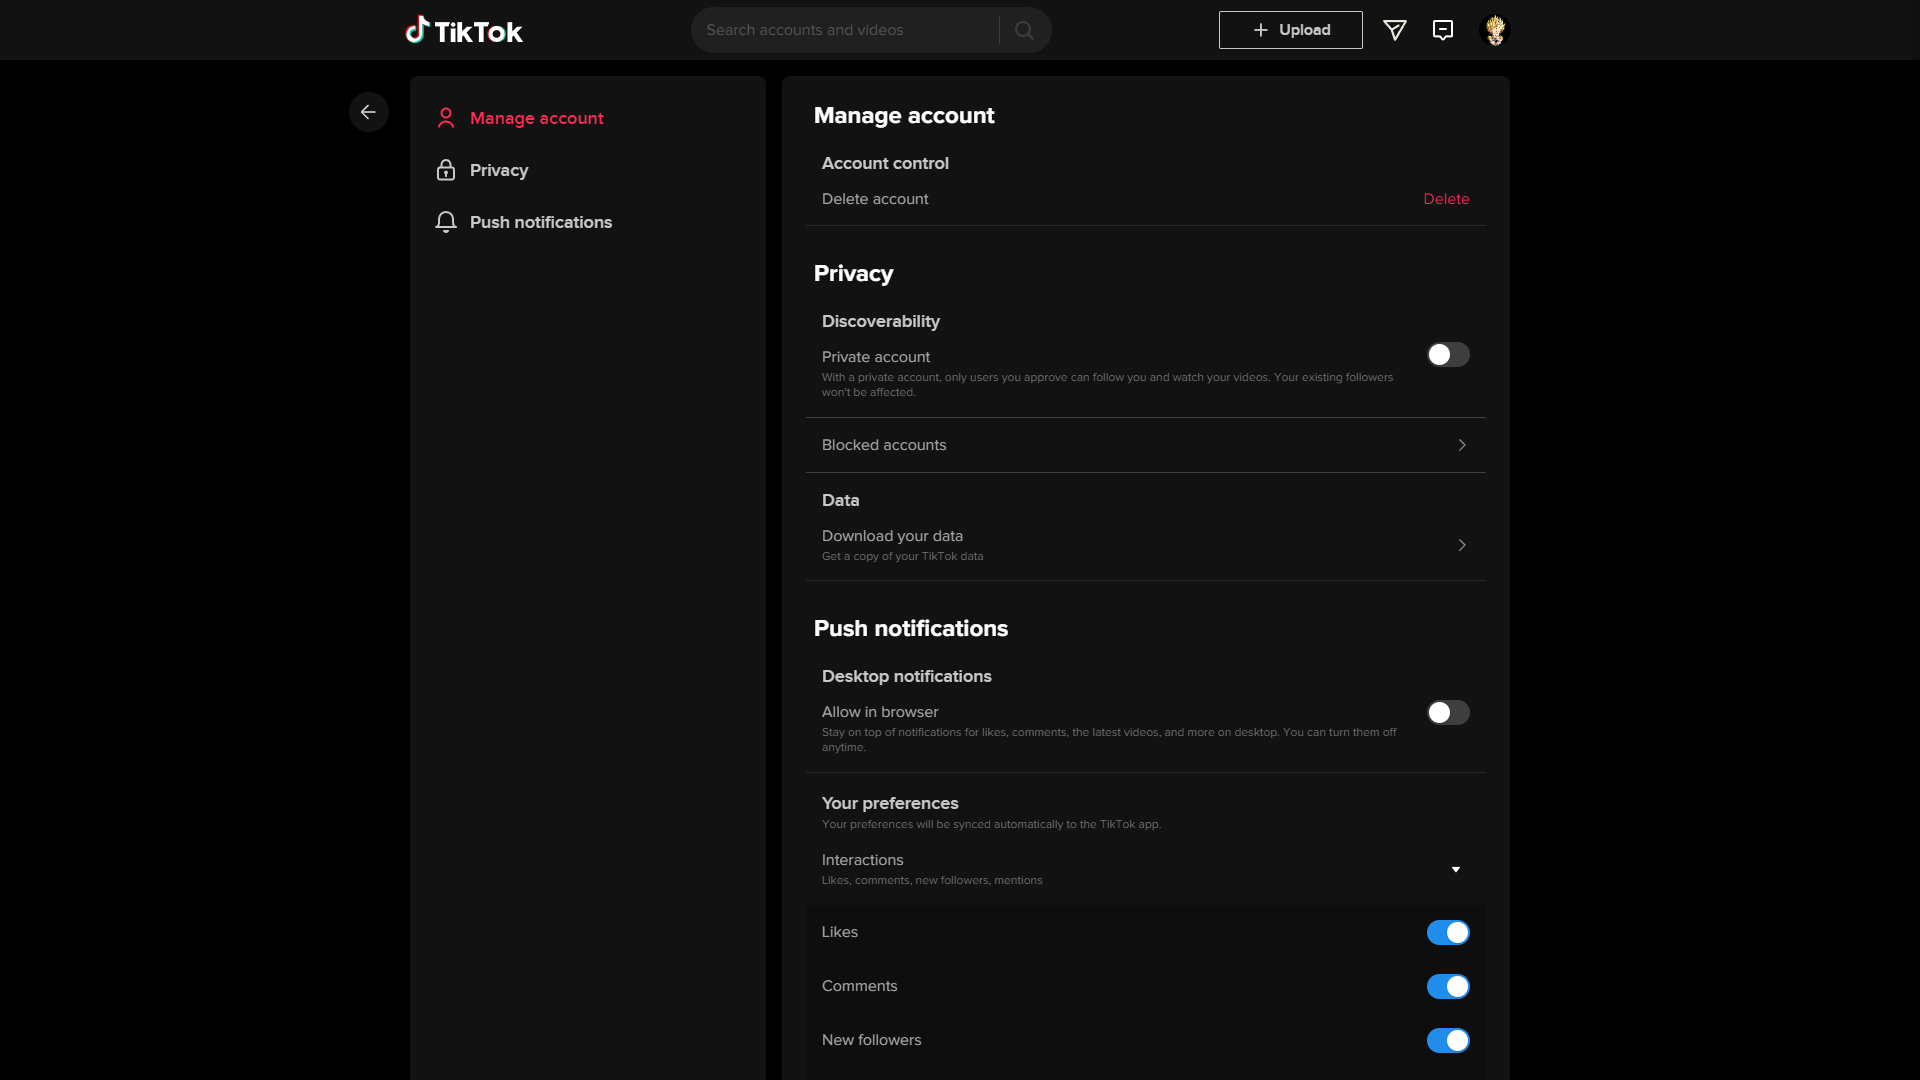 TikTok
Search accounts and videos
Upload
Manage account
Privacy
Push notifications
Manage account
Account control
Delete account
Delete
Privacy
Discoverability
Private account
With a private account, only users you approve can follow you and watch your videos. Your existing followers
won't be affected.
Blocked accounts
Data
Download your data
Get a copy of your TikTok data
Push notifications
Desktop notifications
Allow in browser
Stay on top of notifications for likes, comments, the latest videos, and more on desktop. You can turn them off
anytime.
Your preferences
Your preferences will be synced automatically to the TikTok app.
Interactions
Likes, comments, new followers, mentions
Likes
Comments
New followers